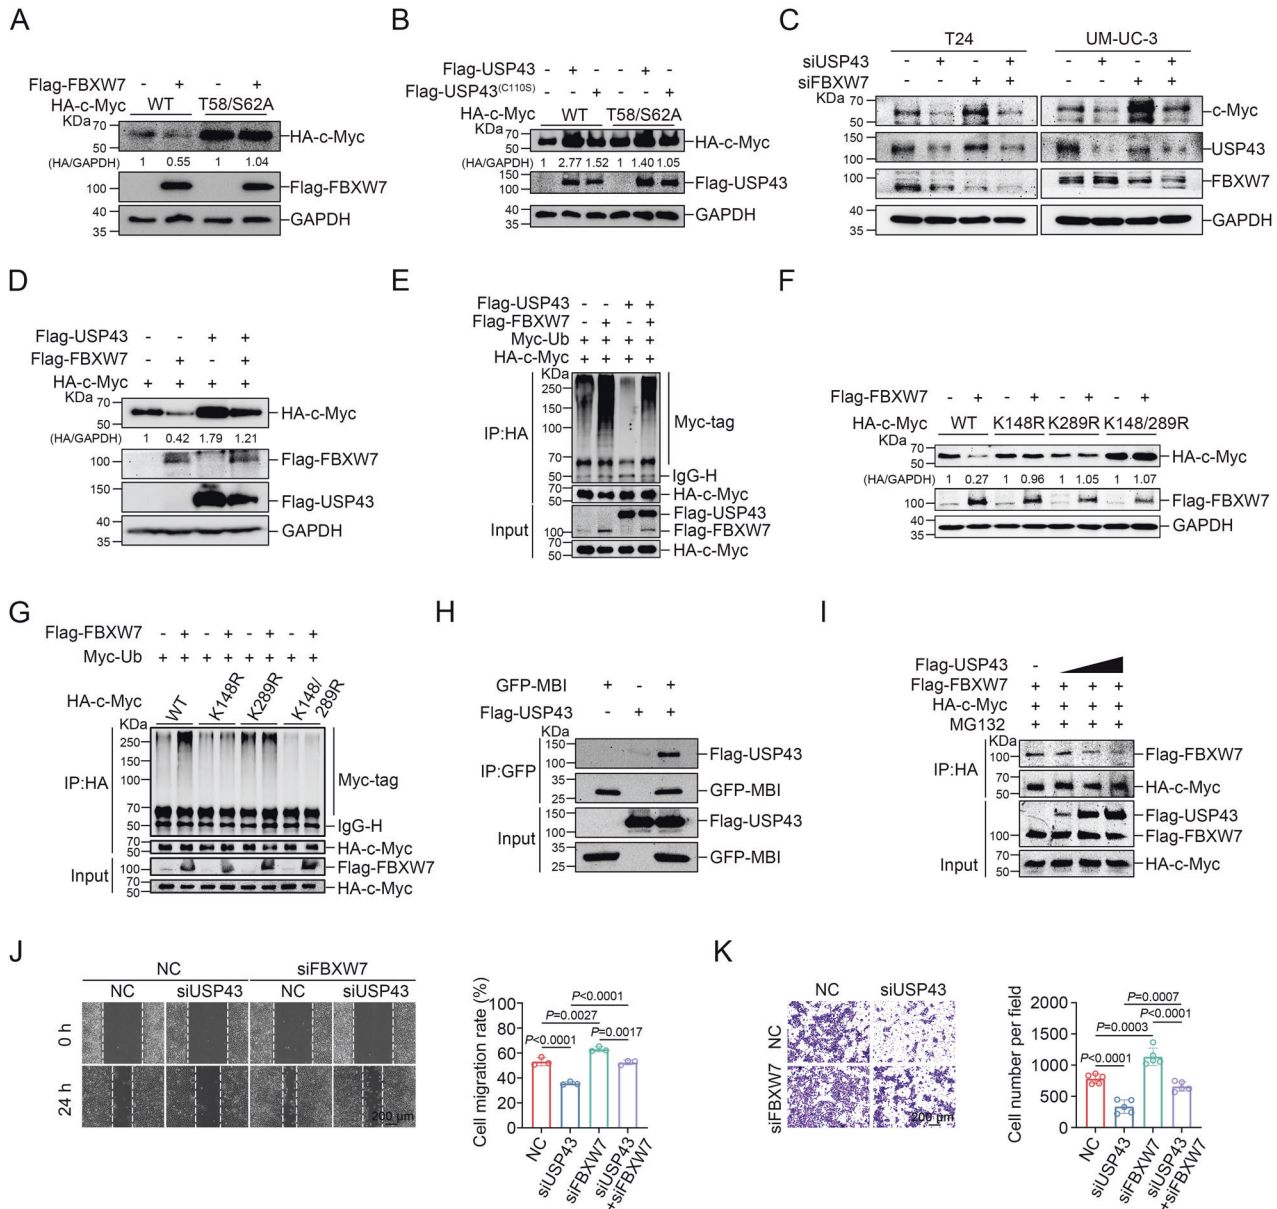 A
Flag-FBXW7 - + - +
HA-c-Myc WT T58/S62A
KDa
70
50
HA-c-Myc
(HA/GAPDH) 1 0.55 1 1.04
100
Flag-FBXW7
40
35
GAPDH
B
Flag-USP43 - + - - + -
Flag-USP43(C110S) - - + - - +
HA-c-Myc WT T58/S62A
KDa
70
50
HA-c-Myc
(HA/GAPDH) 1 2.77 1.52 1 1.40 1.05
150
100
Flag-USP43
40
35
GAPDH
C
T24 UM-UC-3
siUSP43 - + - + - + - +
siFBXW7 - - + + - - + +
KDa
70
50
c-Myc
150
100
USP43
100
FBXW7
40
35
GAPDH
D
Flag-USP43 - - + +
Flag-FBXW7 - + - +
HA-c-Myc + + + +
KDa
70
50
HA-c-Myc
(HA/GAPDH) 1 0.42 1.79 1.21
100
Flag-FBXW7
150
Flag-USP43
40
35
GAPDH
E
Flag-USP43 - - + +
Flag-FBXW7 - + - +
Myc-Ub + + + +
HA-c-Myc + + + +
KDa
250
150
100
70
50
IP:HA
Myc-tag
IgG-H
70
50
HA-c-Myc
Input
100
Flag-USP43
Flag-FBXW7
70
50
HA-c-Myc
F
Flag-FBXW7 - + - + - + - +
HA-c-Myc WT K148R K289R K148/289R
KDa
70
50
HA-c-Myc
(HA/GAPDH) 1 0.27 1 0.96 1 1.05 1 1.07
100
Flag-FBXW7
40
35
GAPDH
G
Flag-FBXW7 - + - + - + - +
Myc-Ub + + + + + + + +
HA-c-Myc WT K148R K289R K148/
289R
KDa
250
150
100
70
50
IP:HA
Myc-tag
IgG-H
70
50
HA-c-Myc
Input
100
Flag-FBXW7
70
50
HA-c-Myc
H
GFP-MBI + - +
Flag-USP43 - + +
KDa
150
100
IP:GFP
Flag-USP43
35
25
GFP-MBI
Input
150
100
Flag-USP43
35
25
GFP-MBI
I
Flag-USP43 -
Flag-FBXW7 + + + +
HA-c-Myc + + + +
MG132 + + + +
KDa
100
IP:HA
Flag-FBXW7
70
50
HA-c-Myc
Input
100
Flag-USP43
Flag-FBXW7
70
50
HA-c-Myc
J
NC siFBXW7
NC siUSP43 NC siUSP43
0 h
24 h
200 μm
Cell migration rate (%)
100
80
60
40
20
0
P<0.0001
P=0.0027
P<0.0001
P=0.0017
NC
siUSP43
siFBXW7
siUSP43
+siFBXW7
K
NC siUSP43
NC
siFBXW7
200 μm
Cell number per field
2000
1500
1000
500
0
P=0.0007
P=0.0003
P<0.0001
P<0.0001
NC
siUSP43
siFBXW7
siUSP43
+siFBXW7